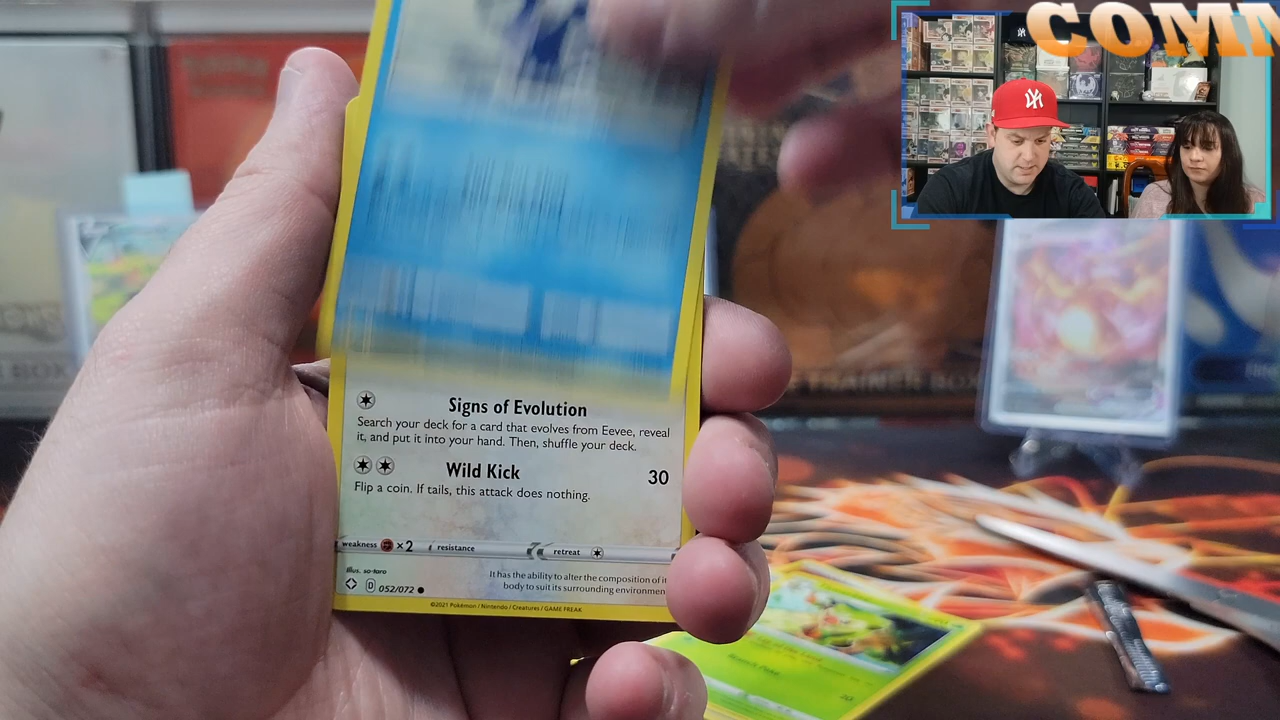 COMM
NY
Signs of Evolution
Search your deck for a card that evolves from Eevee, reveal
it, and put it into your hand. Then, shuffle your deck.
Wild Kick 30
Flip a coin. If tails, this attack does nothing.
weakness ×2 resistance retreat
Illus. so-taro
It has the ability to alter the composition of it
body to suit its surrounding environmen
D 052/072
©2021 Pokémon / Nintendo / Creatures / GAME FREAK
TRAINER BOX